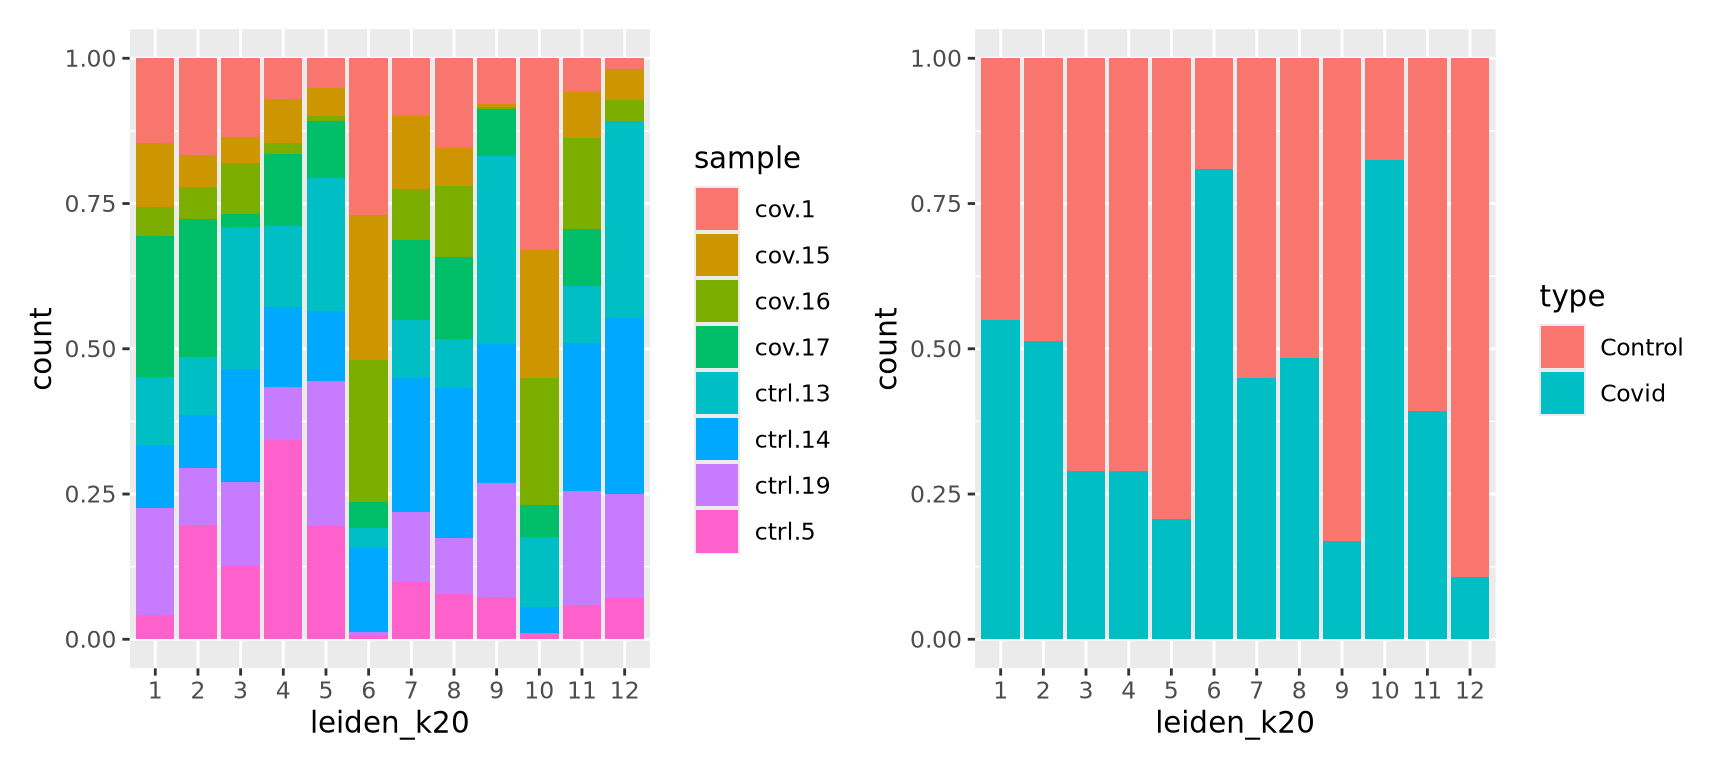 count
1.00
0.75
0.50
0.25
0.00
1 2 3 4 5 6 7 8 9 10 11 12
leiden_k20
sample
cov.1
cov.15
cov.16
cov.17
ctrl.13
ctrl.14
ctrl.19
ctrl.5
count
1.00
0.75
0.50
0.25
0.00
1 2 3 4 5 6 7 8 9 10 11 12
leiden_k20
type
Control
Covid